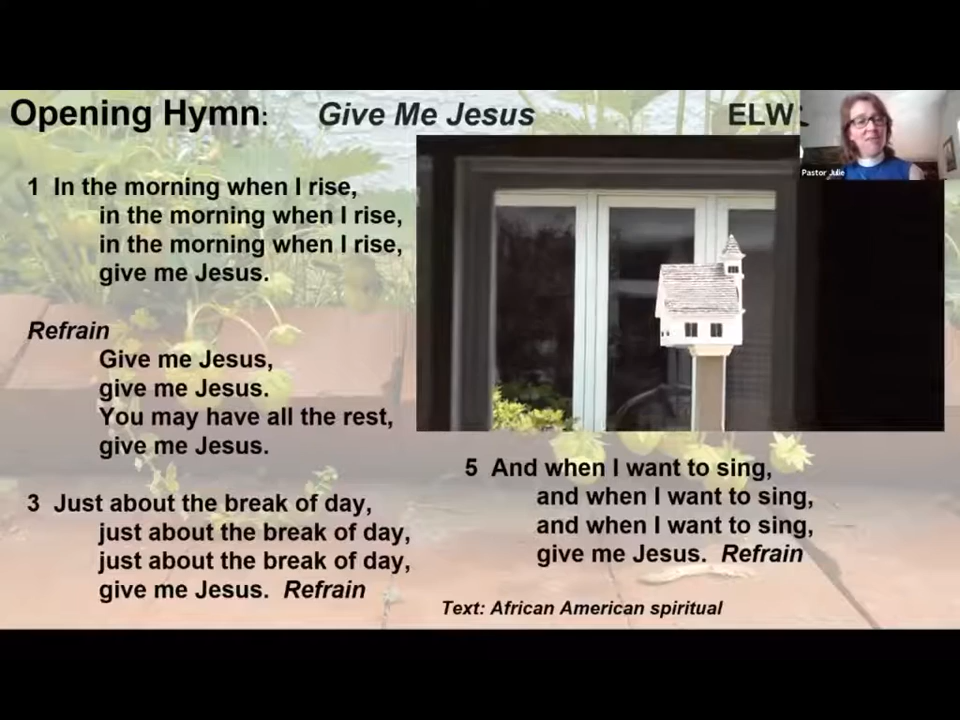 Opening Hymn: Give Me Jesus ELW
Pastor Julie
1 In the morning when I rise,
in the morning when I rise,
in the morning when I rise,
give me Jesus.
Refrain
Give me Jesus,
give me Jesus.
You may have all the rest,
give me Jesus.
3 Just about the break of day,
just about the break of day,
just about the break of day,
give me Jesus. Refrain
5 And when I want to sing,
and when I want to sing,
and when I want to sing,
give me Jesus. Refrain
Text: African American spiritual